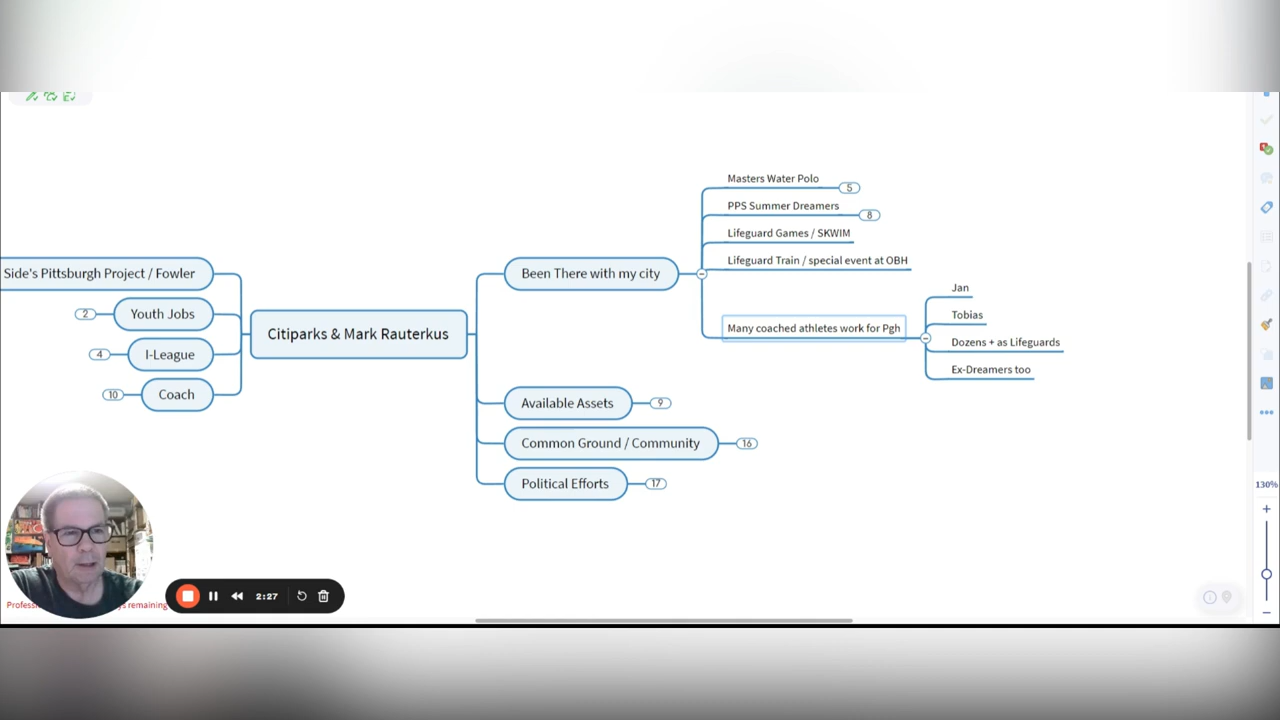 Masters Water Polo
5
PPS Summer Dreamers
8
Lifeguard Games / SKWIM
Lifeguard Train / special event at OBH
Been There with my city
Many coached athletes work for Pgh
Jan
Tobias
Dozens + as Lifeguards
Ex-Dreamers too
Side's Pittsburgh Project / Fowler
2
Youth Jobs
4
I-League
10
Coach
Citiparks & Mark Rauterkus
Available Assets
9
Common Ground / Community
16
Political Efforts
17
130%
2:27
remaining